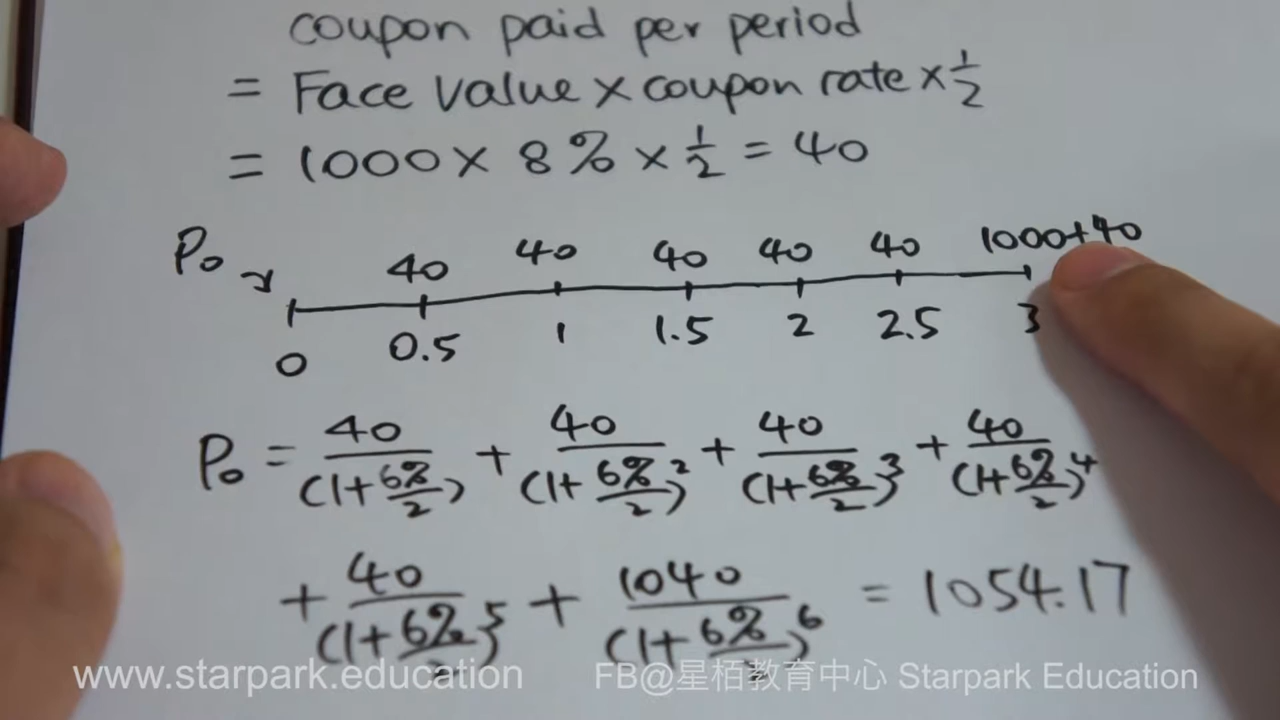 coupon paid per period
= Face value × coupon rate × 1/2
= 1000 × 8% × 1/2 = 40
P₀ 40 40 40 40 40 1000+40
0 0.5 1 1.5 2 2.5 3
P₀ = 40/(1+6%/2) + 40/(1+6%/2)² + 40/(1+6%/2)³ + 40/(1+6%/2)⁴
+ 40/(1+6%/2)⁵ + 1040/(1+6%/2)⁶ = 1054.17
www.starpark.education FB@星栢教育中心 Starpark Education